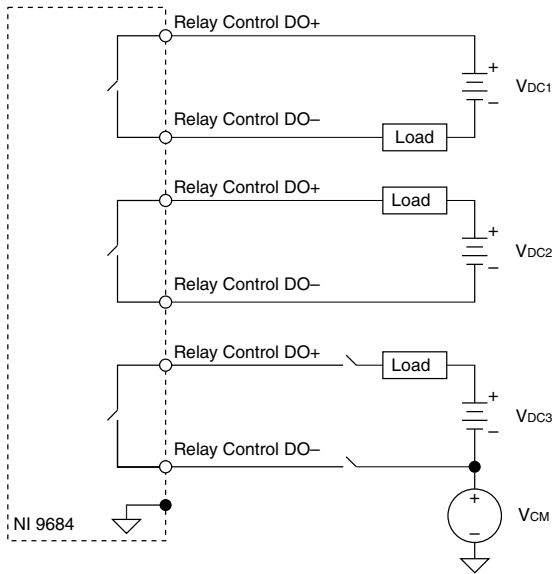 Relay Control DO+
+
–
VDC1
Relay Control DO–
Load
Relay Control DO+
Load
+
–
VDC2
Relay Control DO–
Relay Control DO+
Load
+
–
VDC3
Relay Control DO–
NI 9684
+
–
VCM